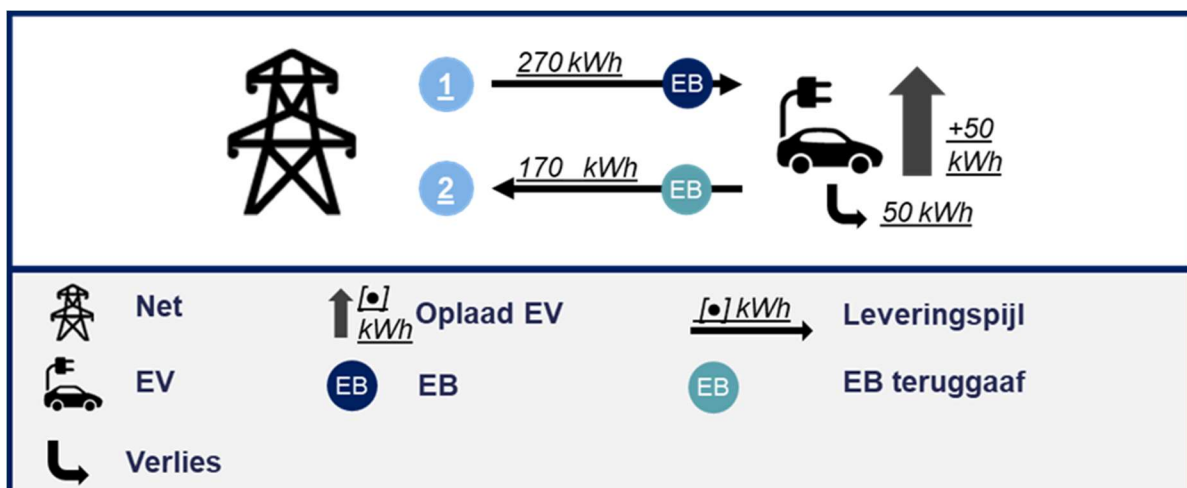 1
270 kWh
EB
+50
kWh
2
170 kWh
EB
50 kWh
Net
[●]
kWh
Oplaad EV
[●] kWh
Leveringspijl
EV
EB
EB
EB
EB teruggaaf
Verlies